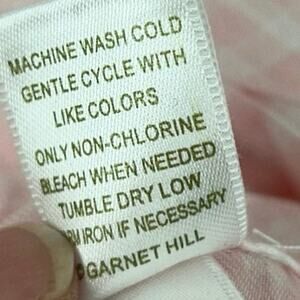 MACHINE WASH COLD
GENTLE CYCLE WITH
LIKE COLORS
ONLY NON-CHLORINE
BLEACH WHEN NEEDED
TUMBLE DRY LOW
IRON IF NECESSARY
GARNET HILL